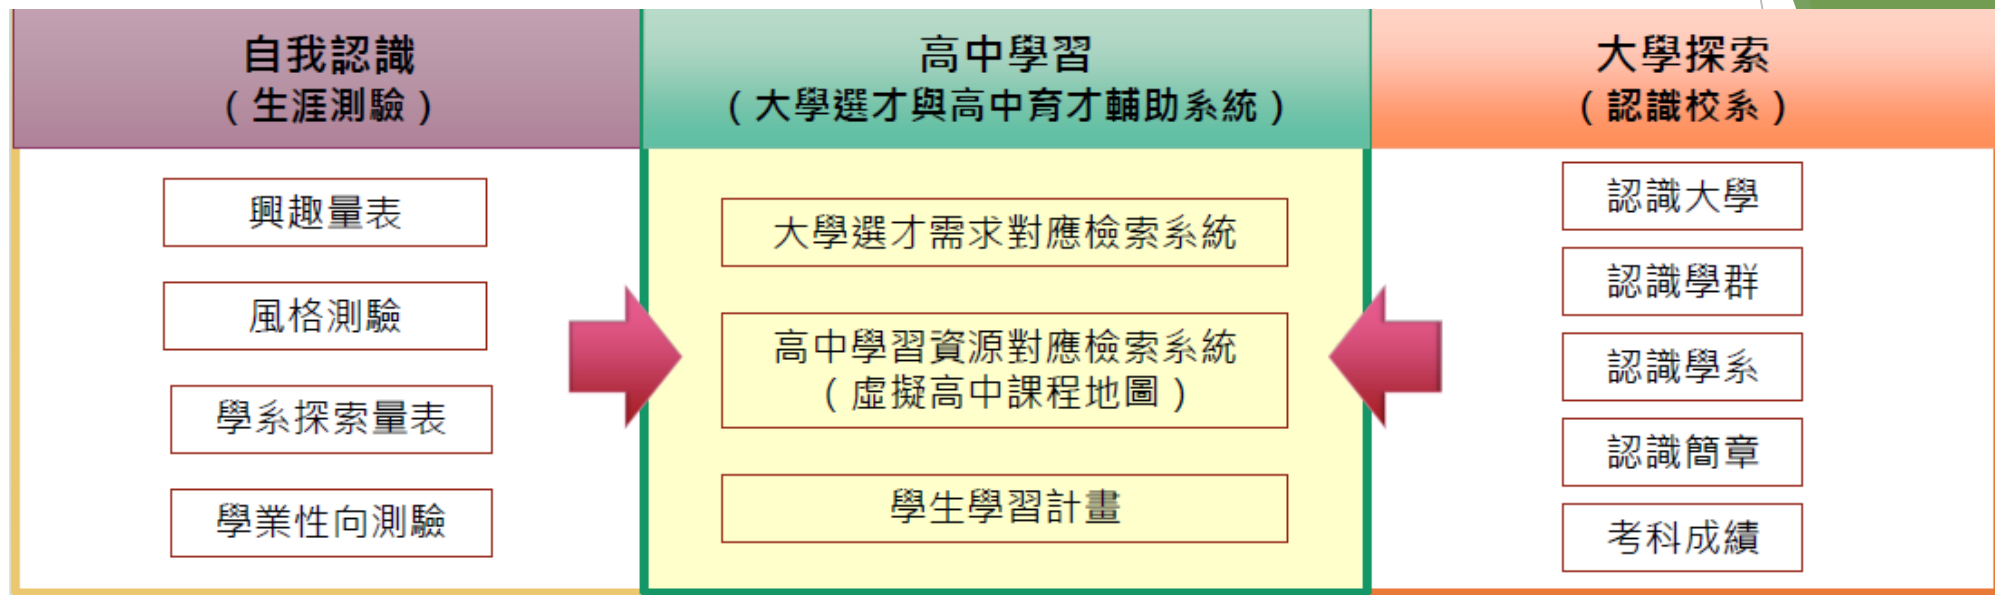 自我認識
（生涯測驗）
興趣量表
風格測驗
學系探索量表
學業性向測驗
高中學習
（大學選才與高中育才輔助系統）
大學選才需求對應檢索系統
高中學習資源對應檢索系統
（虛擬高中課程地圖）
學生學習計畫
大學探索
（認識校系）
認識大學
認識學群
認識學系
認識簡章
考科成績